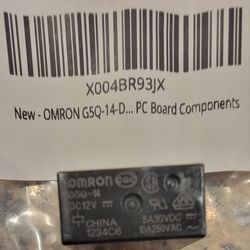 X004BR93JX
New - OMRON G5Q-14-D... PC Board Components
OMRON
G5Q-14
DC12V
5A30VDC
CHINA 10A250VAC
1234C6